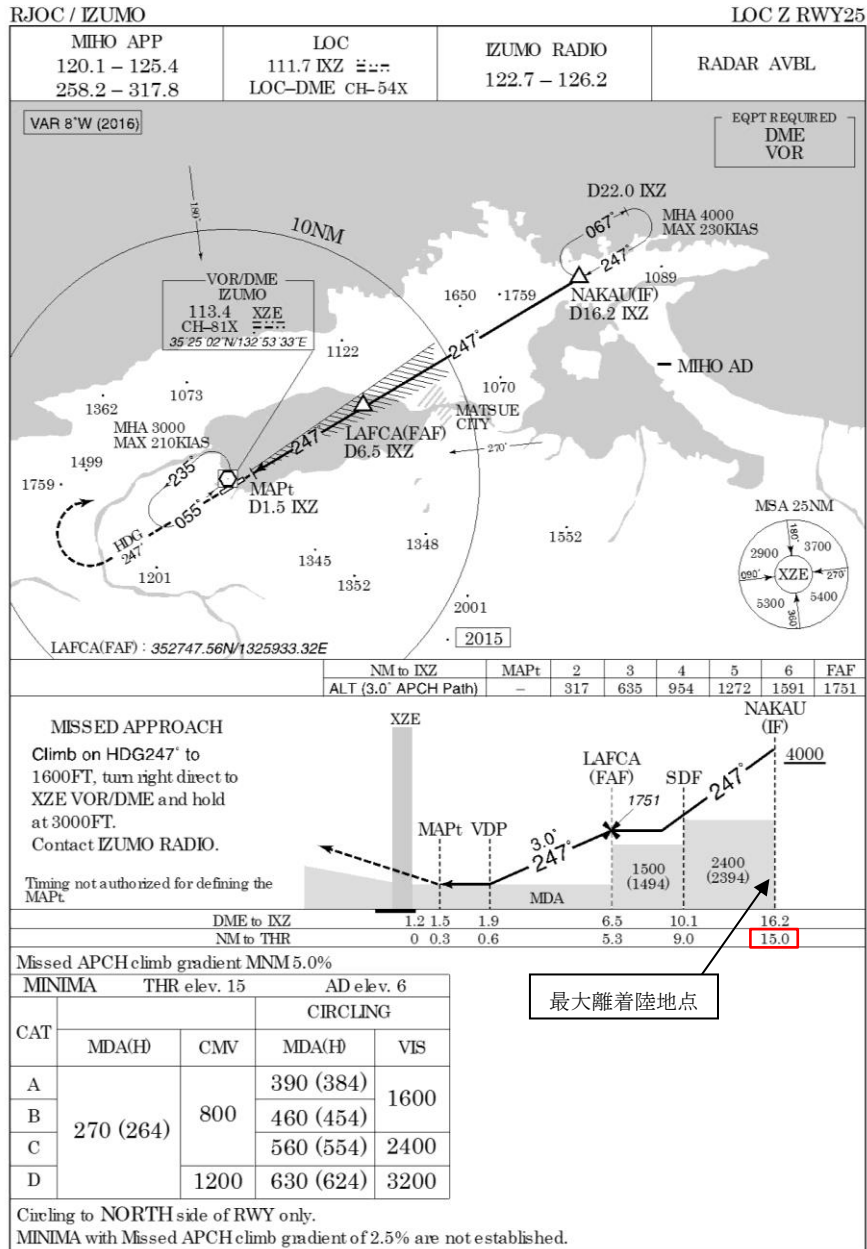 RJOC / IZUMO LOC Z RWY25
MIHO APP
120.1 – 125.4
258.2 – 317.8
LOC
111.7 IXZ
LOC–DME CH–54X
IZUMO RADIO
122.7 – 126.2
RADAR AVBL
VAR 8°W (2016)
EQPT REQUIRED
DME
VOR
180°
10NM
D22.0 IXZ
067°
MHA 4000
MAX 230KIAS
247°
1089
NAKAU(IF)
D16.2 IXZ
VOR/DME
IZUMO
113.4 XZE
CH–81X
35 25 02"N/132 53 33"E
1650
1759
247°
1122
MIHO AD
1070
1073
1362
MATSUE
CITY
MHA 3000
MAX 210KIAS
LAFCA(FAF)
D6.5 IXZ
247°
270°
1499
235°
1759
MAPt
D1.5 IXZ
055°
MSA 25NM
HDG
247°
1348
1552
1345
1201
1352
180°
2900
3700
090°
XZE
270°
5300
5400
360°
2001
2015
LAFCA(FAF) : 352747.56N/1325933.32E
NM to IXZ MAPt 2 3 4 5 6 FAF
ALT (3.0° APCH Path) – 317 635 954 1272 1591 1751
MISSED APPROACH
Climb on HDG247° to
1600FT, turn right direct to
XZE VOR/DME and hold
at 3000FT.
Contact IZUMO RADIO.
Timing not authorized for defining the
MAPt.
XZE
NAKAU
(IF)
LAFCA
(FAF)
SDF
4000
247°
1751
MAPt VDP
3.0°
247°
1500
(1494)
2400
(2394)
MDA
DME to IXZ 1.2 1.5 1.9 6.5 10.1 16.2
NM to THR 0 0.3 0.6 5.3 9.0 15.0
最大離着陸地点
Missed APCH climb gradient MNM 5.0%
MINIMA THR elev. 15 AD elev. 6
CAT CIRCLING
MDA(H) CMV MDA(H) VIS
A 270 (264) 800 390 (384) 1600
B 460 (454)
C 560 (554) 2400
D 1200 630 (624) 3200
Circling to NORTH side of RWY only.
MINIMA with Missed APCH climb gradient of 2.5% are not established.